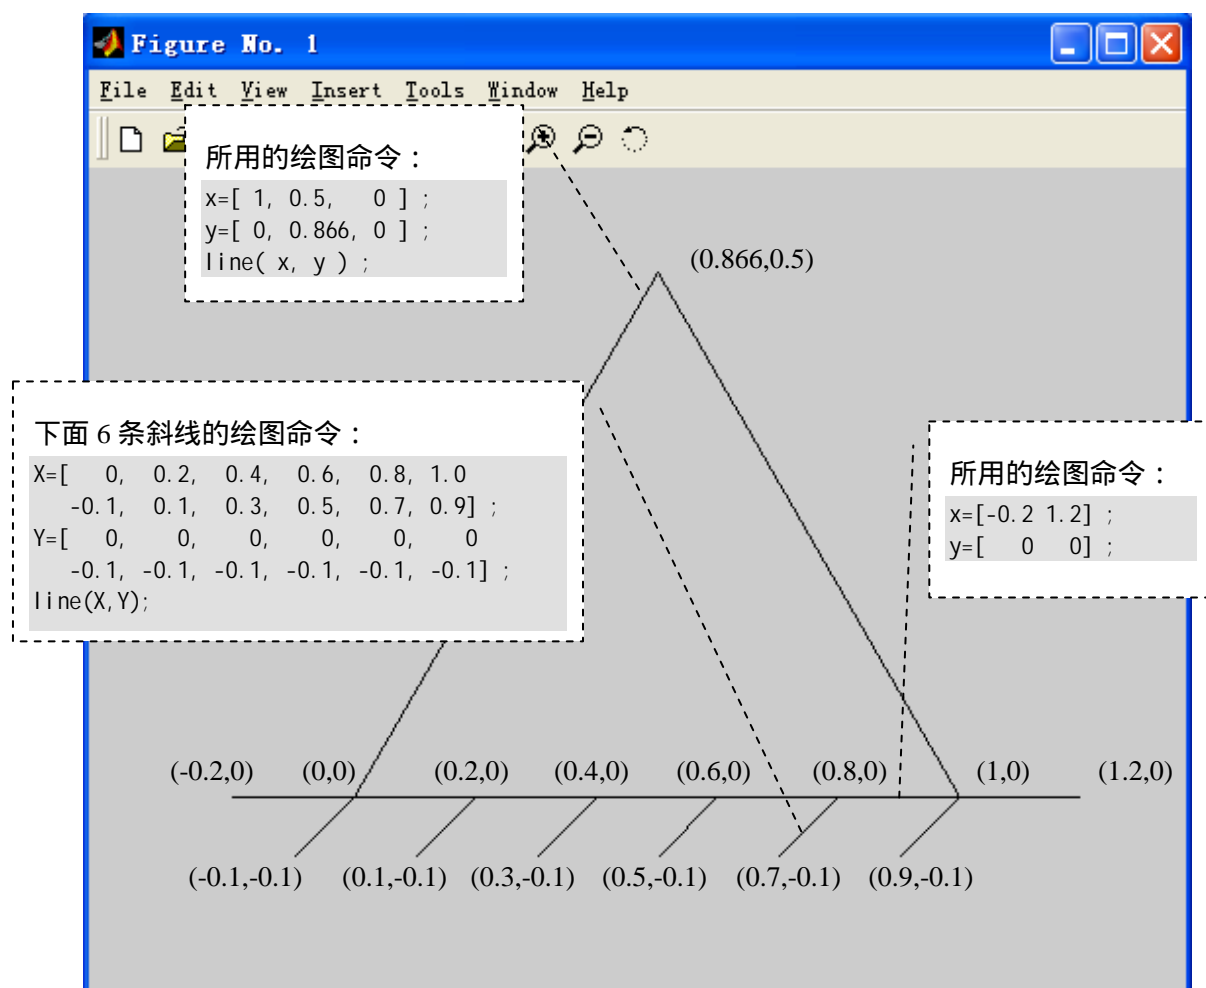 Figure No. 1
File Edit View Insert Tools Window Help
所用的绘图命令：
x=[ 1, 0.5,   0 ] ;
y=[ 0, 0.866, 0 ] ;
line( x, y ) ;
(0.866,0.5)
下面 6 条斜线的绘图命令：
X=[   0,  0.2,  0.4,  0.6,  0.8, 1.0
   -0.1,  0.1,  0.3,  0.5,  0.7, 0.9] ;
Y=[   0,    0,    0,    0,    0,   0
   -0.1, -0.1, -0.1, -0.1, -0.1, -0.1] ;
line(X,Y);
所用的绘图命令：
x=[-0.2 1.2] ;
y=[   0   0] ;
(-0.2,0) (0,0) (0.2,0) (0.4,0) (0.6,0) (0.8,0) (1,0) (1.2,0)
(-0.1,-0.1) (0.1,-0.1) (0.3,-0.1) (0.5,-0.1) (0.7,-0.1) (0.9,-0.1)